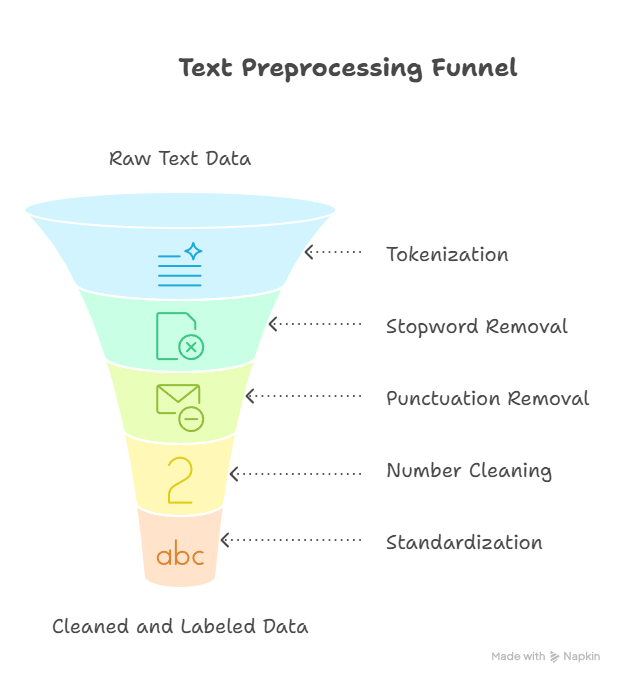 Text Preprocessing Funnel
Raw Text Data
Tokenization
Stopword Removal
Punctuation Removal
2
Number Cleaning
abc
Standardization
Cleaned and Labeled Data
Made with Napkin